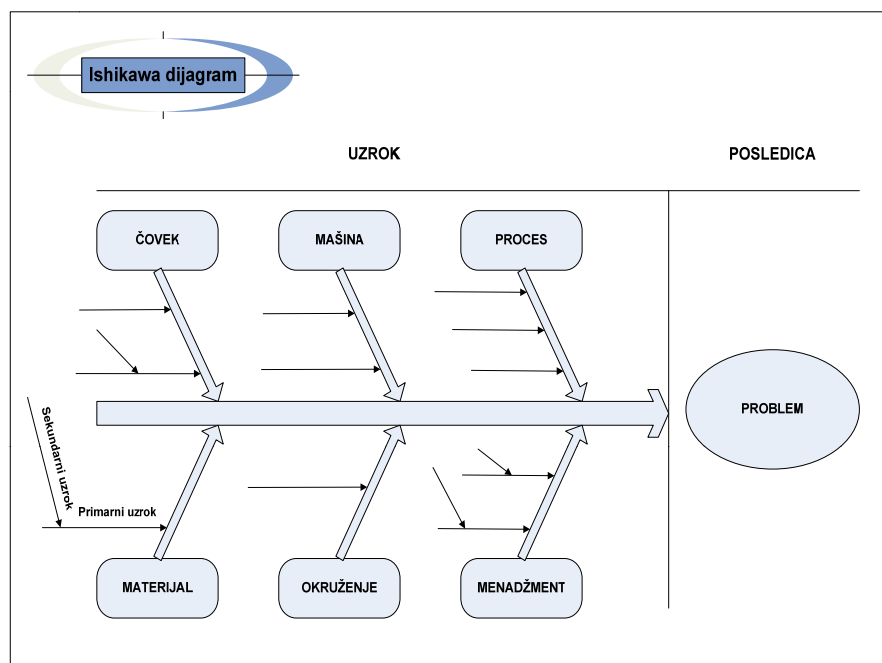 Ishikawa dijagram
UZROK
POSLEDICA
ČOVEK
MAŠINA
PROCES
PROBLEM
Sekundarni uzrok
Primarni uzrok
MATERIJAL
OKRUŽENJE
MENADŽMENT